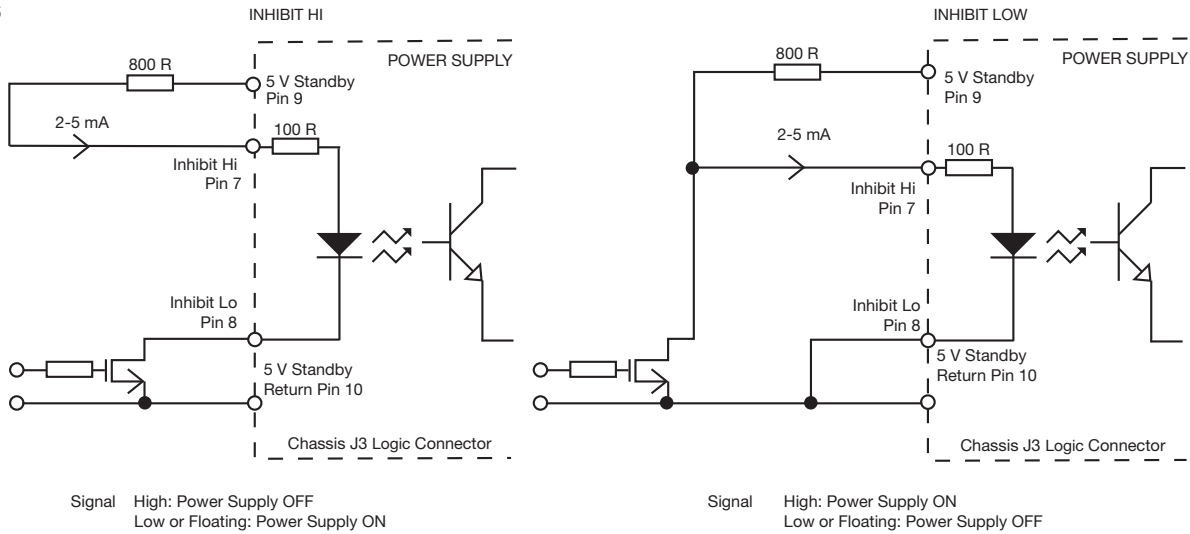 INHIBIT HI
POWER SUPPLY
800 R
5 V Standby
Pin 9
2-5 mA
100 R
Inhibit Hi
Pin 7
Inhibit Lo
Pin 8
5 V Standby
Return Pin 10
Chassis J3 Logic Connector
Signal High: Power Supply OFF
Low or Floating: Power Supply ON
INHIBIT LOW
POWER SUPPLY
800 R
5 V Standby
Pin 9
2-5 mA
100 R
Inhibit Hi
Pin 7
Inhibit Lo
Pin 8
5 V Standby
Return Pin 10
Chassis J3 Logic Connector
Signal High: Power Supply ON
Low or Floating: Power Supply OFF